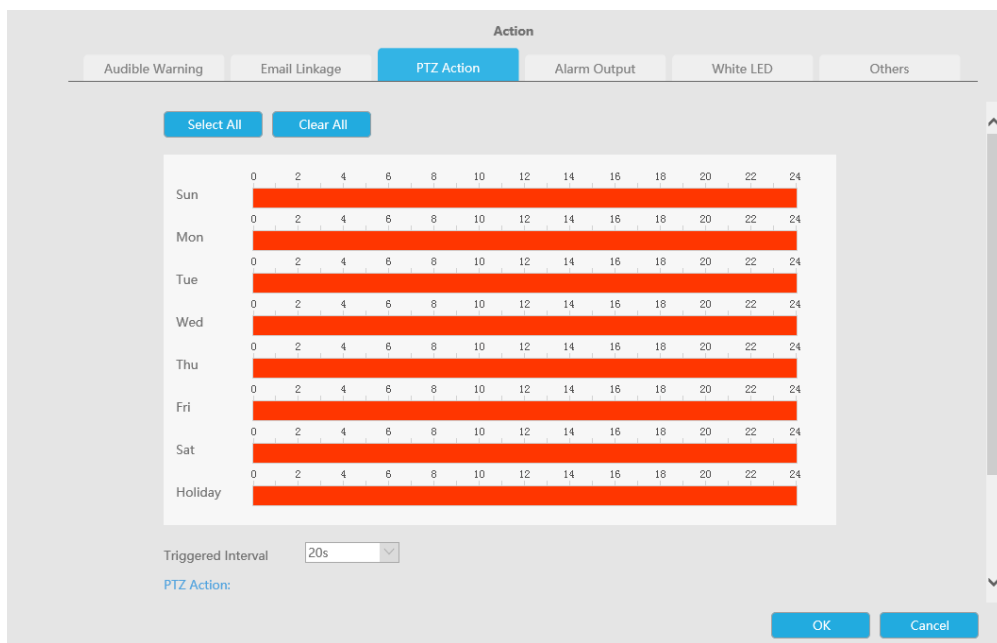 Action
Audible Warning Email Linkage PTZ Action Alarm Output White LED Others
Select All Clear All
0 2 4 6 8 10 12 14 16 18 20 22 24
Sun
0 2 4 6 8 10 12 14 16 18 20 22 24
Mon
0 2 4 6 8 10 12 14 16 18 20 22 24
Tue
0 2 4 6 8 10 12 14 16 18 20 22 24
Wed
0 2 4 6 8 10 12 14 16 18 20 22 24
Thu
0 2 4 6 8 10 12 14 16 18 20 22 24
Fri
0 2 4 6 8 10 12 14 16 18 20 22 24
Sat
0 2 4 6 8 10 12 14 16 18 20 22 24
Holiday
Triggered Interval 20s
PTZ Action:
OK Cancel